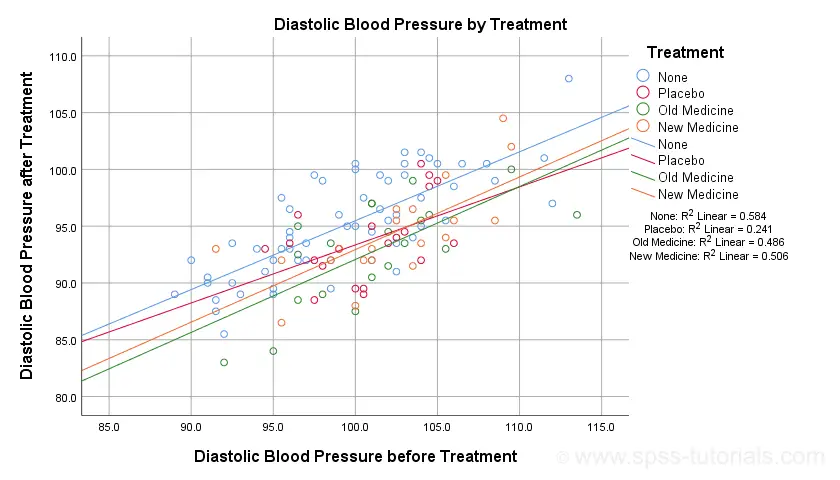 Diastolic Blood Pressure by Treatment
Diastolic Blood Pressure after Treatment
110.0
105.0
100.0
95.0
90.0
85.0
80.0
85.0 90.0 95.0 100.0 105.0 110.0 115.0
Diastolic Blood Pressure before Treatment
Treatment
None
Placebo
Old Medicine
New Medicine
None
Placebo
Old Medicine
New Medicine
None: R² Linear = 0.584
Placebo: R² Linear = 0.241
Old Medicine: R² Linear = 0.486
New Medicine: R² Linear = 0.506
© www.spss-tutorials.com